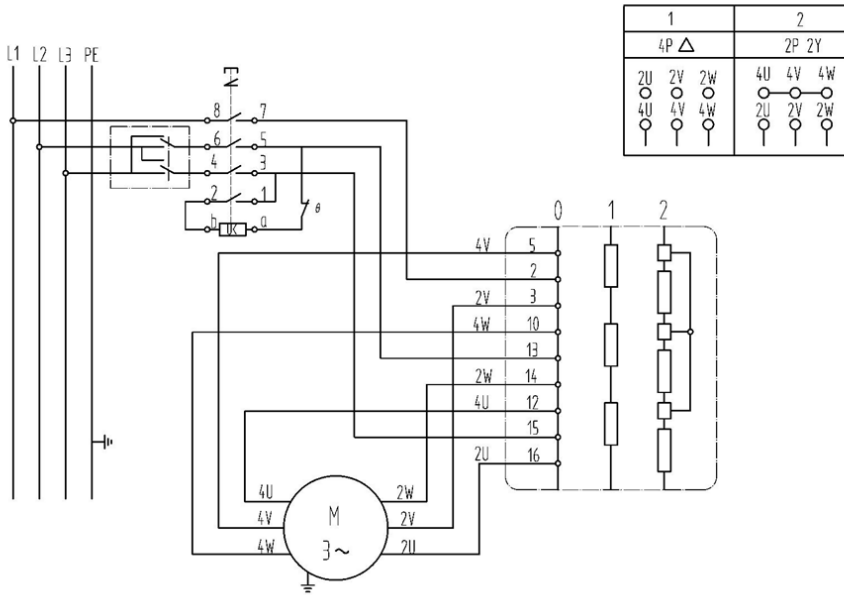 1 2
4P △ 2P 2Y
2U 2V 2W 4U 4V 4W
4U 4V 4W 2U 2V 2W
L1 L2 L3 PE
8 7
6 5
4 3
2 1
b UK a
θ
0 1 2
4V 5
2
2V 3
4W 10
13
2W 14
4U 12
15
2U 16
4U 2W
4V M 2V
4W 3~ 2U